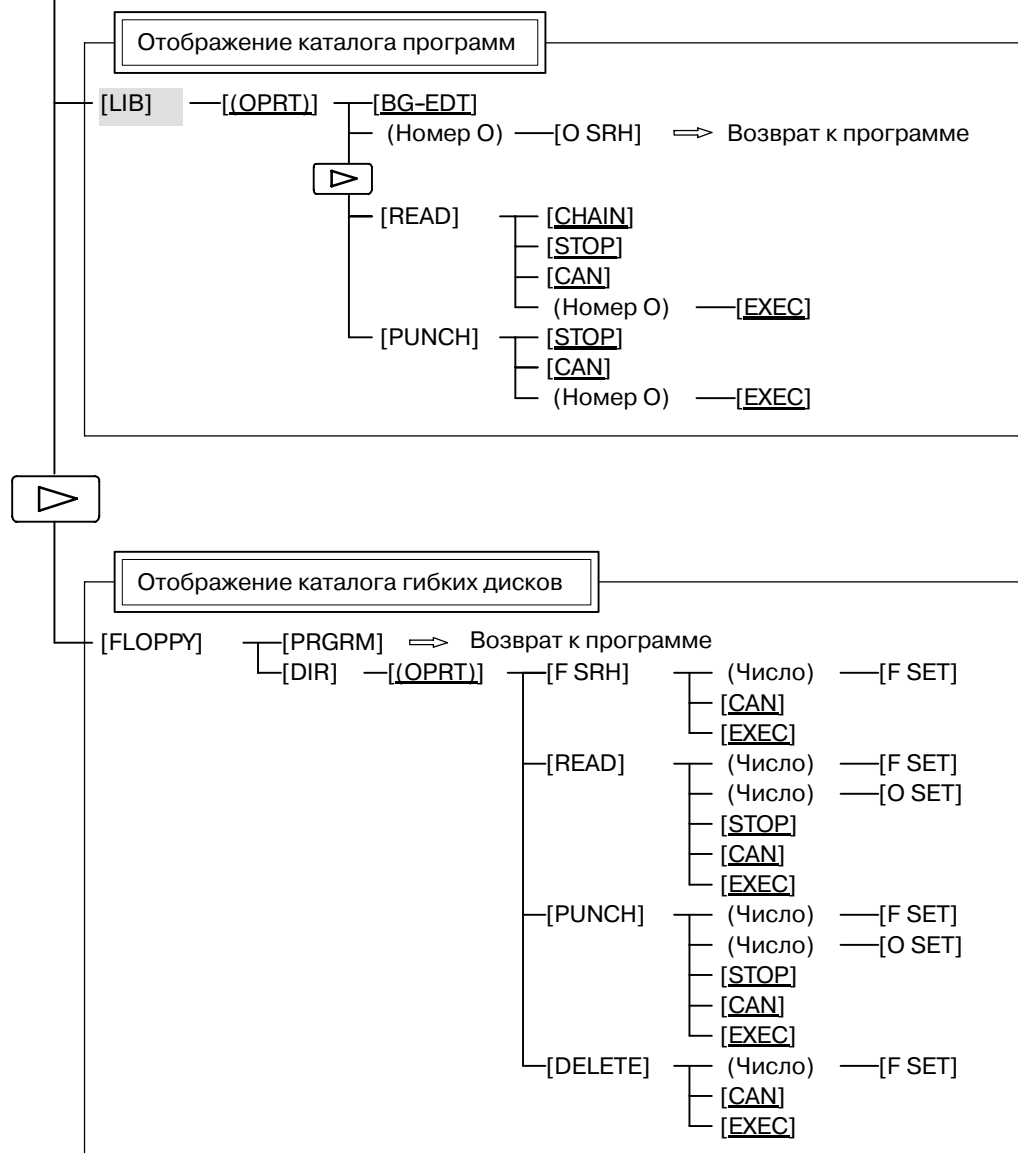 Отображение каталога программ
[LIB] [(OPRT)] [BG-EDT]
(Номер O) [O SRH] Возврат к программе
[READ] [CHAIN]
[STOP]
[CAN]
(Номер O) [EXEC]
[PUNCH] [STOP]
[CAN]
(Номер O) [EXEC]
Отображение каталога гибких дисков
[FLOPPY] [PRGRM] Возврат к программе
[DIR] [(OPRT)] [F SRH] (Число) [F SET]
[CAN]
[EXEC]
[READ] (Число) [F SET]
(Число) [O SET]
[STOP]
[CAN]
[EXEC]
[PUNCH] (Число) [F SET]
(Число) [O SET]
[STOP]
[CAN]
[EXEC]
[DELETE] (Число) [F SET]
[CAN]
[EXEC]